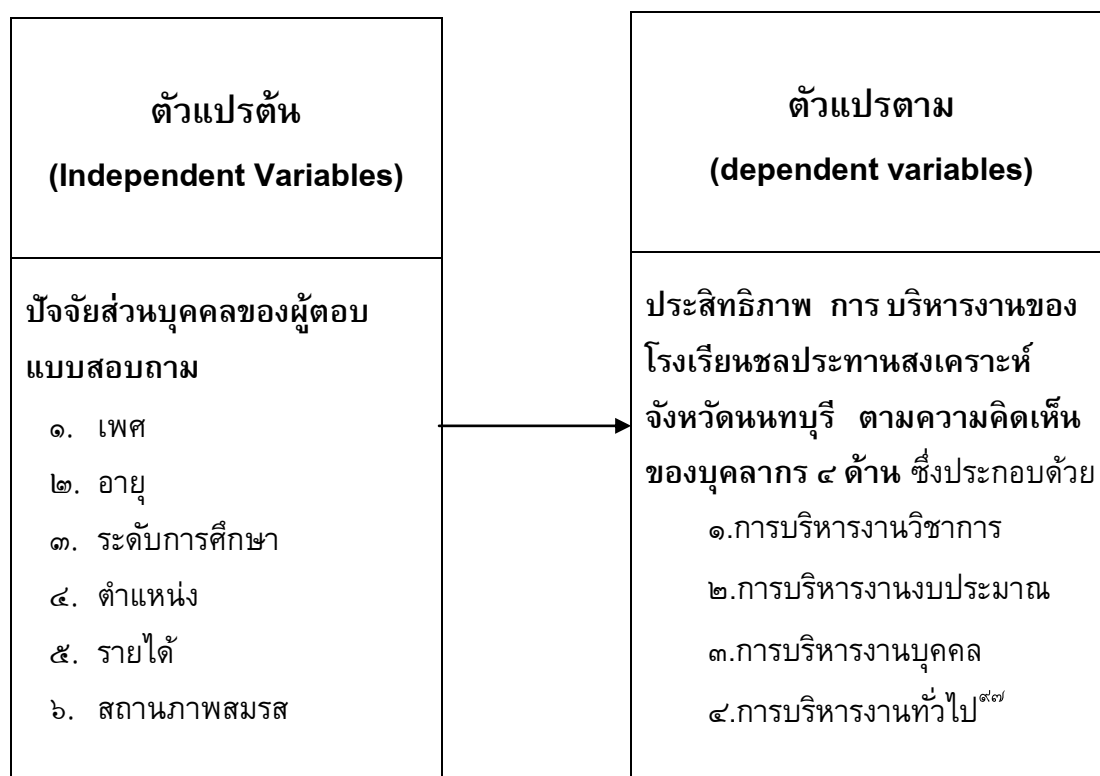 ตัวแปรต้น
(Independent Variables)
ปัจจัยส่วนบุคคลของผู้ตอบ
แบบสอบถาม
๑. เพศ
๒. อายุ
๓. ระดับการศึกษา
๔. ตำแหน่ง
๕. รายได้
๖. สถานภาพสมรส
ตัวแปรตาม
(dependent variables)
ประสิทธิภาพ การ บริหารงานของ
โรงเรียนชลประทานสงเคราะห์
จังหวัดนนทบุรี ตามความคิดเห็น
ของบุคลากร ๔ ด้าน ซึ่งประกอบด้วย
๑.การบริหารงานวิชาการ
๒.การบริหารงานงบประมาณ
๓.การบริหารงานบุคคล
๔.การบริหารงานทั่วไป๙๗